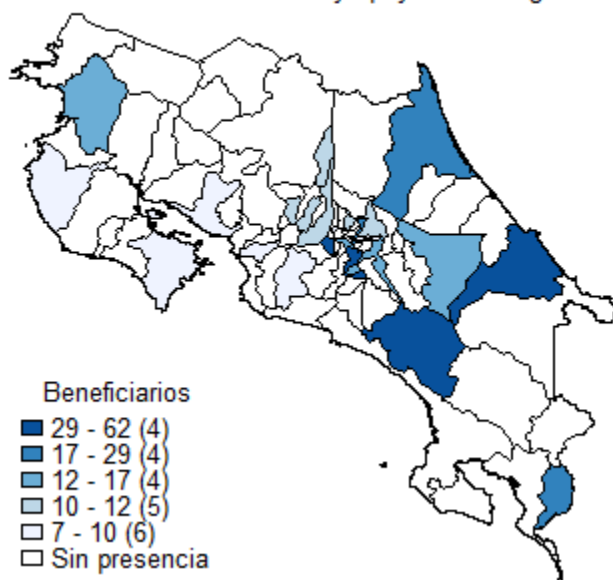 Beneficiarios
29 - 62 (4)
17 - 29 (4)
12 - 17 (4)
10 - 12 (5)
7 - 10 (6)
Sin presencia